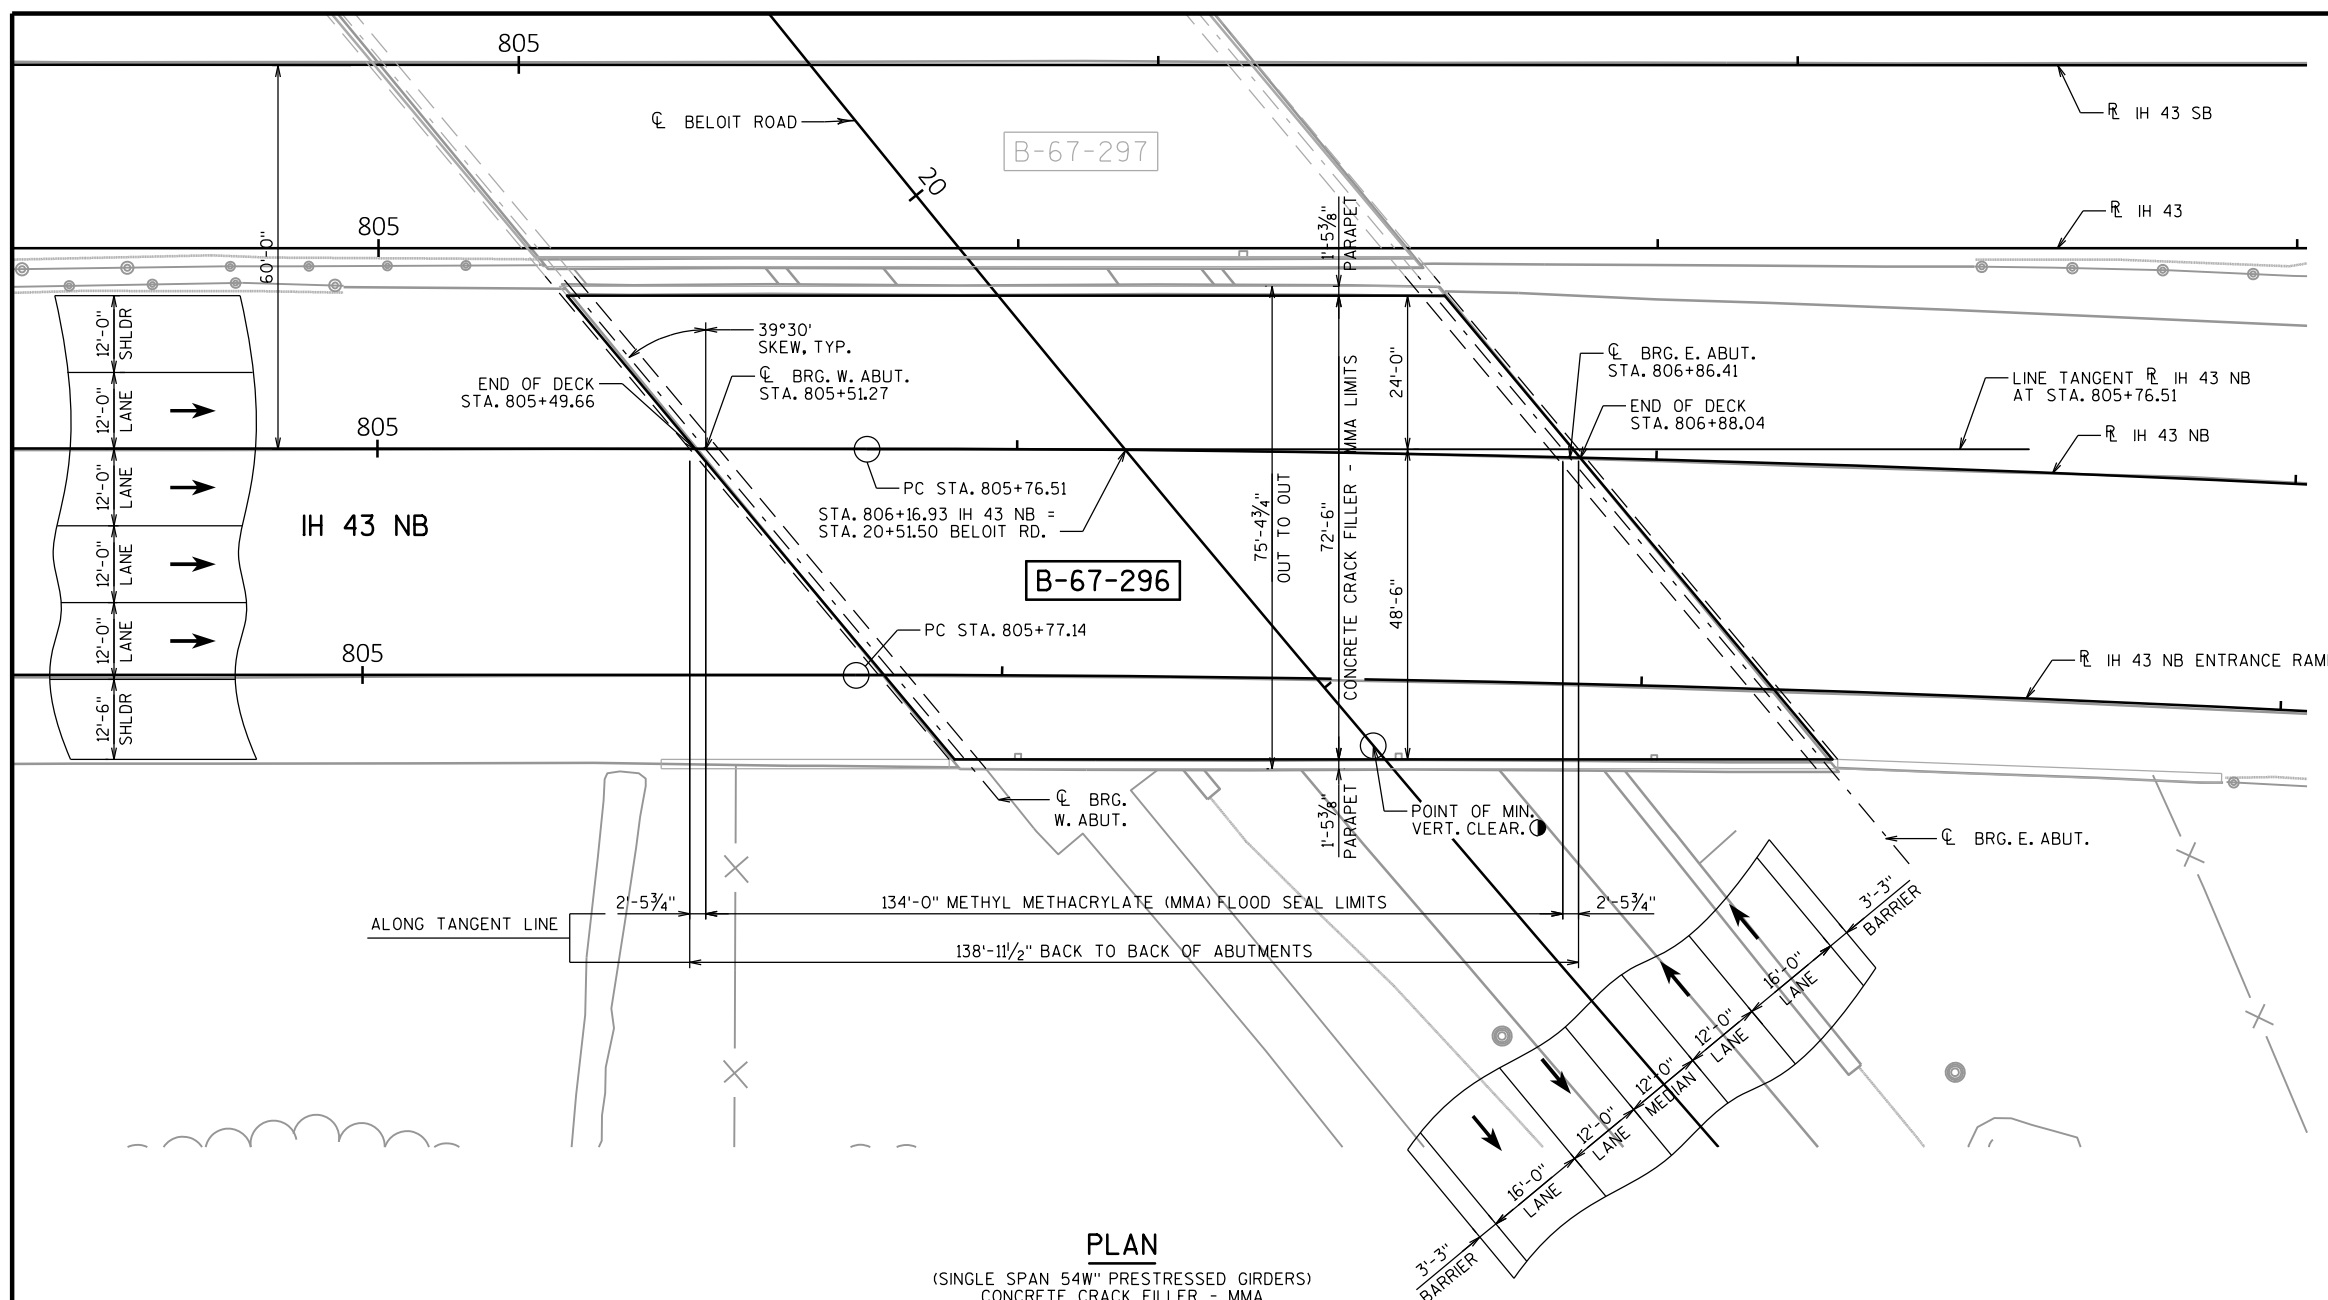 805
℄ BELOIT ROAD
B-67-297
℞ IH 43 SB
20
℞ IH 43
805
60'-0"
1'-5⅜"
PARAPET
12'-0"
SHLDR
12'-0"
LANE
12'-0"
LANE
12'-0"
LANE
12'-0"
LANE
12'-6"
SHLDR
39°30'
SKEW, TYP.
℄ BRG. W. ABUT.
STA. 805+51.27
END OF DECK
STA. 805+49.66
805
24'-0"
℄ BRG. E. ABUT.
STA. 806+86.41
END OF DECK
STA. 806+88.04
LINE TANGENT ℞ IH 43 NB
AT STA. 805+76.51
℞ IH 43 NB
IH 43 NB
PC STA. 805+76.51
STA. 806+16.93 IH 43 NB =
STA. 20+51.50 BELOIT RD.
75'-4¾"
OUT TO OUT
72'-6"
CONCRETE CRACK FILLER - MMA LIMITS
48'-6"
B-67-296
PC STA. 805+77.14
805
℞ IH 43 NB ENTRANCE RAM
1'-5⅜"
PARAPET
℄ BRG.
W. ABUT.
POINT OF MIN.
VERT. CLEAR.
℄ BRG. E. ABUT.
ALONG TANGENT LINE
2'-5¾"
134'-0" METHYL METHACRYLATE (MMA) FLOOD SEAL LIMITS
2'-5¾"
138'-11½" BACK TO BACK OF ABUTMENTS
3'-3"
BARRIER
16'-0"
LANE
12'-0"
LANE
12'-0"
MEDIAN
12'-0"
LANE
16'-0"
LANE
3'-3"
BARRIER
PLAN
(SINGLE SPAN 54W" PRESTRESSED GIRDERS)
CONCRETE CRACK FILLER - MMA